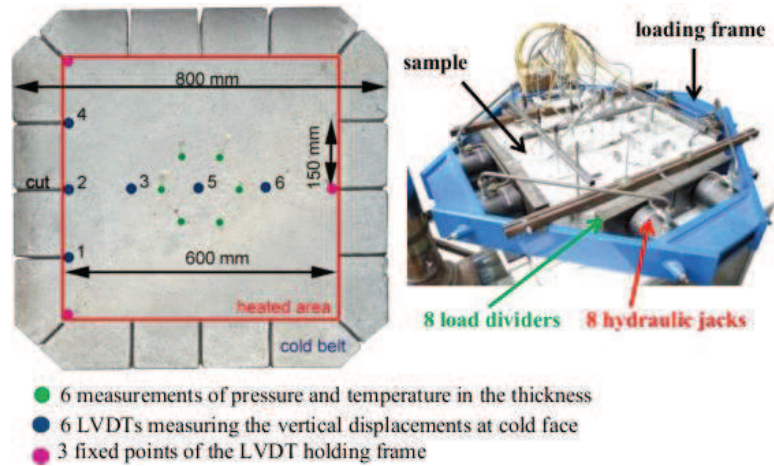 800 mm
4
150 mm
cut
2
3
5
6
1
600 mm
heated area
cold belt
loading frame
sample
8 load dividers
8 hydraulic jacks
6 measurements of pressure and temperature in the thickness
6 LVDTs measuring the vertical displacements at cold face
3 fixed points of the LVDT holding frame